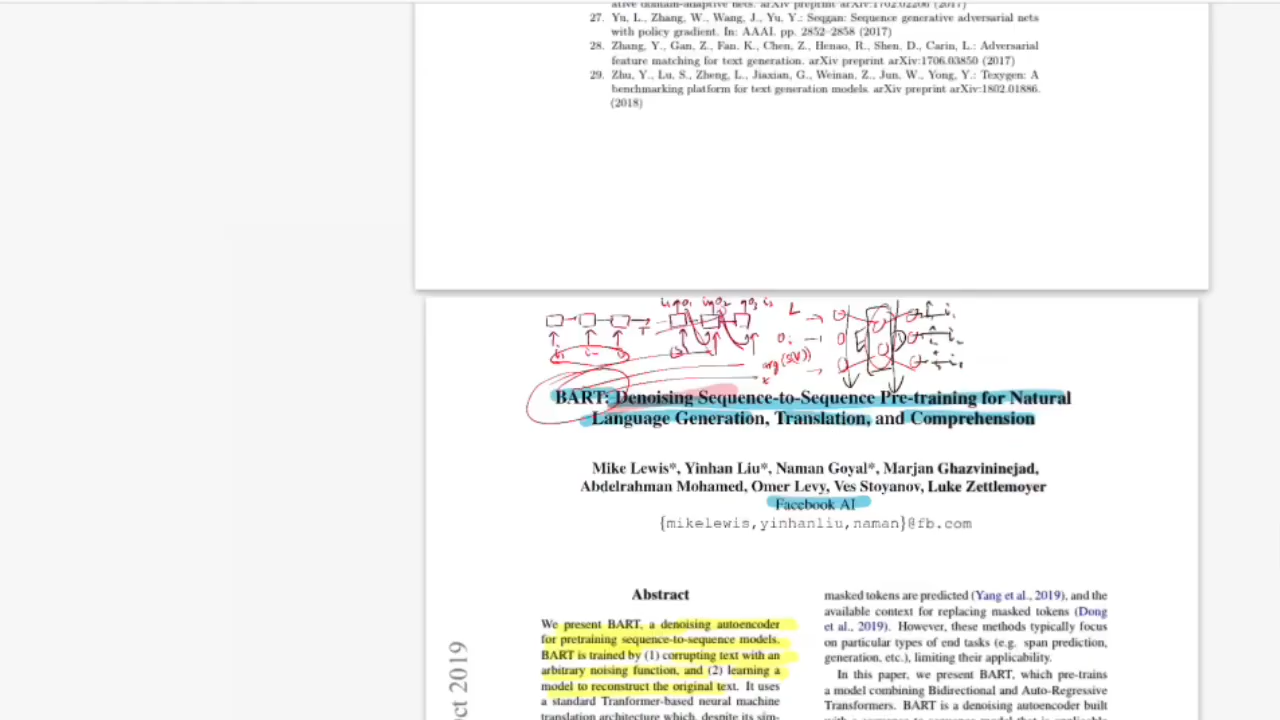 27. Yu, L., Zhang, W., Wang, J., Yu, Y.: Seqgan: Sequence generative adversarial nets
with policy gradient. In: AAAI. pp. 2852–2858 (2017)
28. Zhang, Y., Gan, Z., Fan, K., Chen, Z., Henao, R., Shen, D., Carin, L.: Adversarial
feature matching for text generation. arXiv preprint arXiv:1706.03850 (2017)
29. Zhu, Y., Lu, S., Zheng, L., Jiaxian, G., Weinan, Z., Jun, W., Yong, Y.: Texygen: A
benchmarking platform for text generation models. arXiv preprint arXiv:1802.01886
(2018)
BART: Denoising Sequence-to-Sequence Pre-training for Natural
Language Generation, Translation, and Comprehension
Mike Lewis*, Yinhan Liu*, Naman Goyal*, Marjan Ghazvininejad,
Abdelrahman Mohamed, Omer Levy, Ves Stoyanov, Luke Zettlemoyer
Facebook AI
{mikelewis,yinhanliu,naman}@fb.com
Abstract
We present BART, a denoising autoencoder
for pretraining sequence-to-sequence models.
BART is trained by (1) corrupting text with an
arbitrary noising function, and (2) learning a
model to reconstruct the original text. It uses
a standard Tranformer-based neural machine
translation architecture which, despite its sim-
masked tokens are predicted (Yang et al., 2019), and the
available context for replacing masked tokens (Dong
et al., 2019). However, these methods typically focus
on particular types of end tasks (e.g. span prediction,
generation, etc.), limiting their applicability.
In this paper, we present BART, which pre-trains
a model combining Bidirectional and Auto-Regressive
Transformers. BART is a denoising autoencoder built
ct 2019